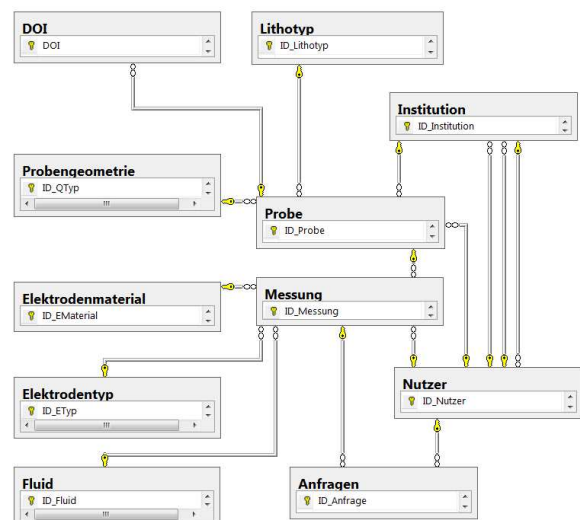 DOI
DOI
Lithotyp
ID_Lithotyp
Institution
ID_Institution
Probengeometrie
ID_QTyp
Probe
ID_Probe
Elektrodenmaterial
ID_EMaterial
Messung
ID_Messung
Elektrodentyp
ID_ETyp
Nutzer
ID_Nutzer
Fluid
ID_Fluid
Anfragen
ID_Anfrage